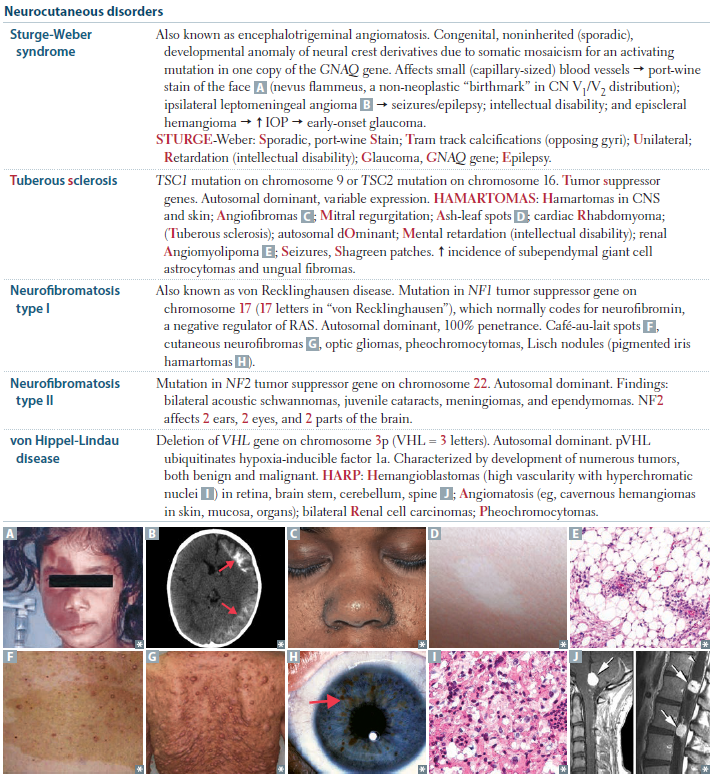 Neurocutaneous disorders
Sturge-Weber
syndrome
Also known as encephalotrigeminal angiomatosis. Congenital, noninherited (sporadic),
developmental anomaly of neural crest derivatives due to somatic mosaicism for an activating
mutation in one copy of the GNAQ gene. Affects small (capillary-sized) blood vessels → port-wine
stain of the face A (nevus flammeus, a non-neoplastic “birthmark” in CN V1/V2 distribution);
ipsilateral leptomeningeal angioma B → seizures/epilepsy; intellectual disability; and episcleral
hemangioma → ↑ IOP → early-onset glaucoma.
STURGE-Weber: Sporadic, port-wine Stain; Tram track calcifications (opposing gyri); Unilateral;
Retardation (intellectual disability); Glaucoma, GNAQ gene; Epilepsy.
Tuberous sclerosis
TSC1 mutation on chromosome 9 or TSC2 mutation on chromosome 16. Tumor suppressor
genes. Autosomal dominant, variable expression. HAMARTOMAS: Hamartomas in CNS
and skin; Angiofibromas C; Mitral regurgitation; Ash-leaf spots D; cardiac Rhabdomyoma;
(Tuberous sclerosis); autosomal dOminant; Mental retardation (intellectual disability); renal
Angiomyolipoma E; Seizures, Shagreen patches. ↑ incidence of subependymal giant cell
astrocytomas and ungual fibromas.
Neurofibromatosis
type I
Also known as von Recklinghausen disease. Mutation in NF1 tumor suppressor gene on
chromosome 17 (17 letters in “von Recklinghausen”), which normally codes for neurofibromin,
a negative regulator of RAS. Autosomal dominant, 100% penetrance. Café-au-lait spots F,
cutaneous neurofibromas G, optic gliomas, pheochromocytomas, Lisch nodules (pigmented iris
hamartomas H).
Neurofibromatosis
type II
Mutation in NF2 tumor suppressor gene on chromosome 22. Autosomal dominant. Findings:
bilateral acoustic schwannomas, juvenile cataracts, meningiomas, and ependymomas. NF2
affects 2 ears, 2 eyes, and 2 parts of the brain.
von Hippel-Lindau
disease
Deletion of VHL gene on chromosome 3p (VHL = 3 letters). Autosomal dominant. pVHL
ubiquitinates hypoxia-inducible factor 1a. Characterized by development of numerous tumors,
both benign and malignant. HARP: Hemangioblastomas (high vascularity with hyperchromatic
nuclei I) in retina, brain stem, cerebellum, spine J; Angiomatosis (eg, cavernous hemangiomas
in skin, mucosa, organs); bilateral Renal cell carcinomas; Pheochromocytomas.
A B C D E
F G H I J